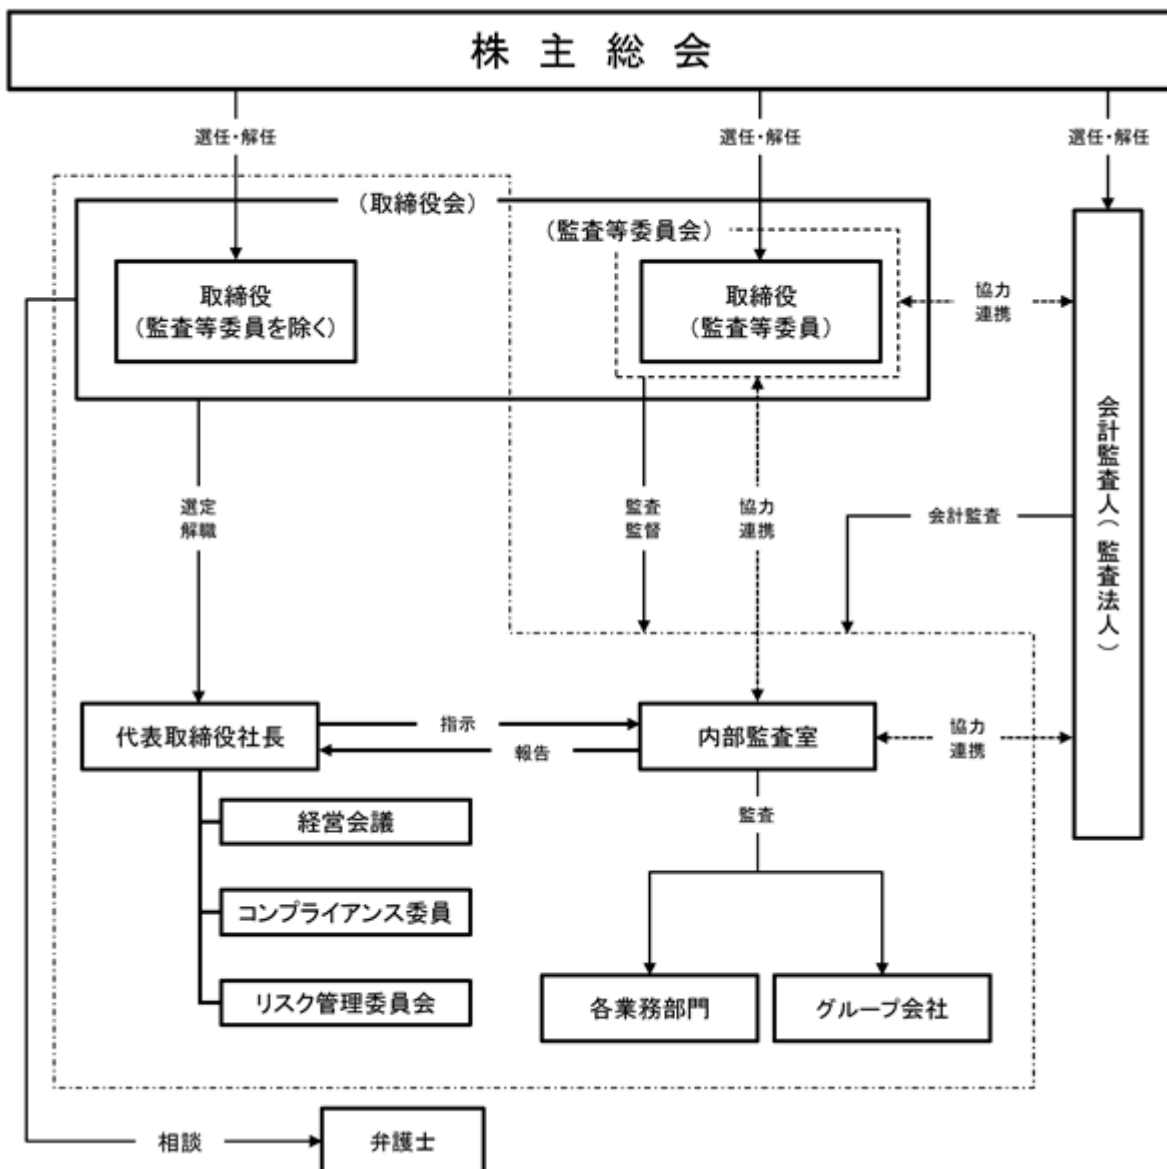 株主総会
選任・解任
選任・解任
選任・解任
（取締役会）
（監査等委員会）
取締役
（監査等委員を除く）
取締役
（監査等委員）
協力
連携
会計監査人（監査法人）
選定
解職
監査
監督
協力
連携
会計監査
代表取締役社長
指示
報告
内部監査室
協力
連携
経営会議
監査
コンプライアンス委員
リスク管理委員会
各業務部門
グループ会社
相談
弁護士